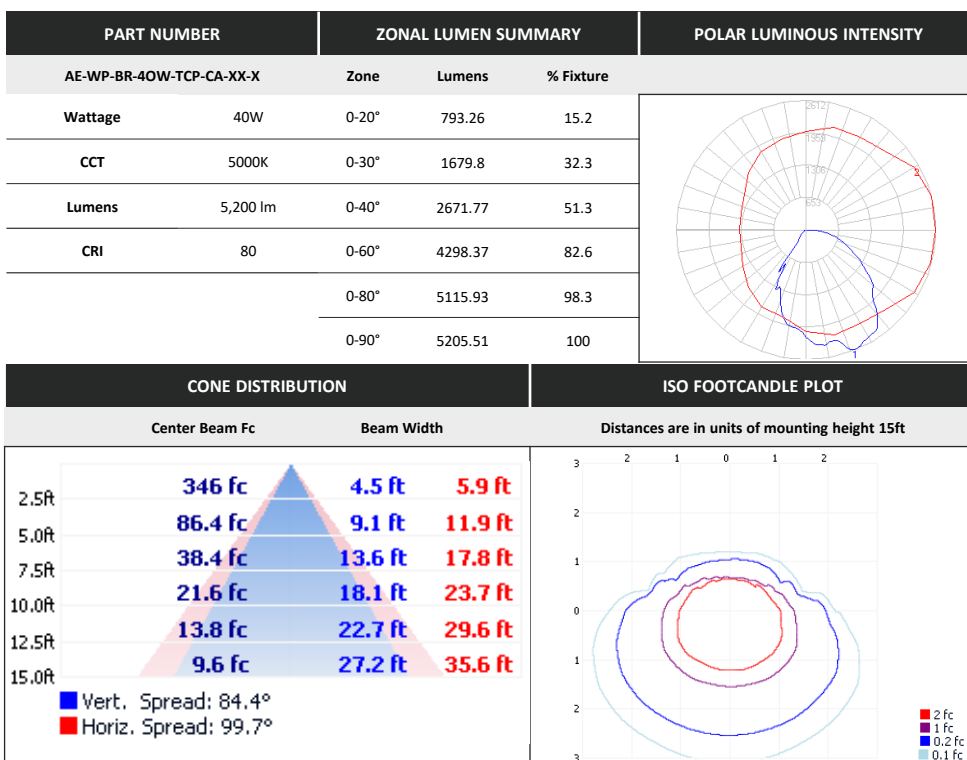 PART NUMBER
ZONAL LUMEN SUMMARY
POLAR LUMINOUS INTENSITY
AE-WP-BR-4OW-TCP-CA-XX-X
Zone Lumens % Fixture
Wattage 40W
0-20° 793.26 15.2
CCT 5000K
0-30° 1679.8 32.3
Lumens 5,200 lm
0-40° 2671.77 51.3
CRI 80
0-60° 4298.37 82.6
0-80° 5115.93 98.3
0-90° 5205.51 100
2612
1959
1306
653
2
1
CONE DISTRIBUTION
Center Beam Fc Beam Width
2.5ft 346 fc 4.5 ft 5.9 ft
5.0ft 86.4 fc 9.1 ft 11.9 ft
7.5ft 38.4 fc 13.6 ft 17.8 ft
10.0ft 21.6 fc 18.1 ft 23.7 ft
12.5ft 13.8 fc 22.7 ft 29.6 ft
15.0ft 9.6 fc 27.2 ft 35.6 ft
Vert. Spread: 84.4°
Horiz. Spread: 99.7°
ISO FOOTCANDLE PLOT
Distances are in units of mounting height 15ft
2 1 0 1 2
3
2
1
0
1
2
3
2 fc
1 fc
0.2 fc
0.1 fc